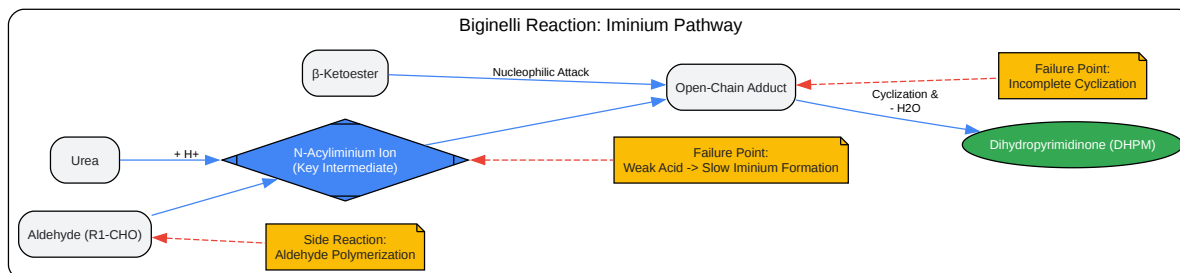 Biginelli Reaction: Iminium Pathway
β-Ketoester
Nucleophilic Attack
Open-Chain Adduct
Failure Point:
Incomplete Cyclization
Cyclization &
- H2O
Dihydropyrimidinone (DHPM)
Urea
+ H+
N-Acyliminium Ion
(Key Intermediate)
Failure Point:
Weak Acid -> Slow Iminium Formation
Aldehyde (R1-CHO)
Side Reaction:
Aldehyde Polymerization